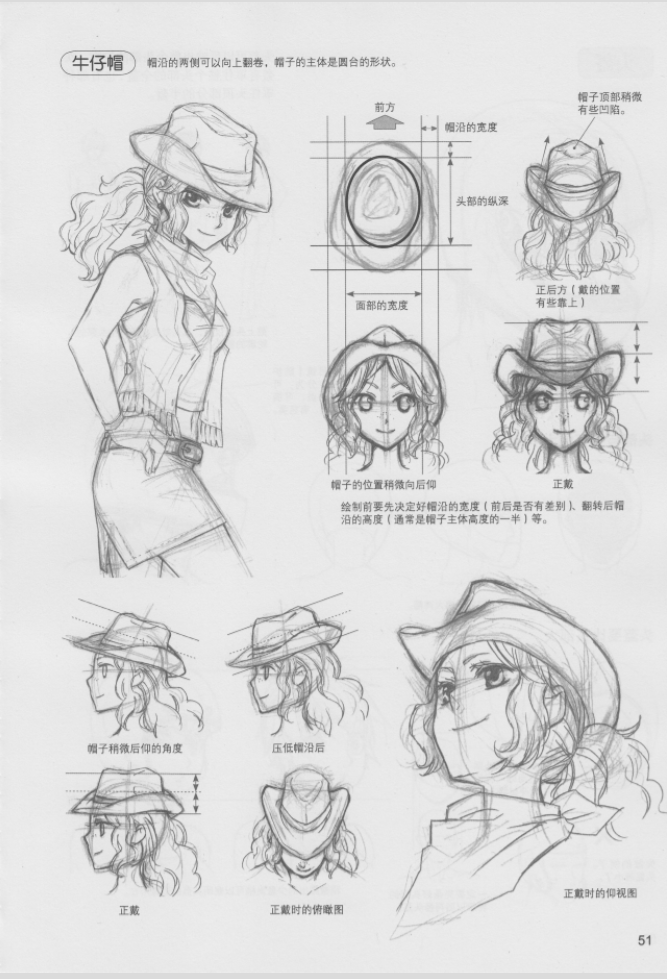 牛仔帽
帽沿的两侧可以向上翻卷，帽子的主体是圆台的形状。
前方
帽沿的宽度
头部的纵深
面部的宽度
帽子顶部稍微
有些凹陷。
正后方（戴的位置
有些靠上）
帽子的位置稍微向后仰
正戴
绘制前要先决定好帽沿的宽度（前后是否有差别）、翻转后帽
沿的高度（通常是帽子主体高度的一半）等。
帽子稍微后仰的角度
压低帽沿后
正戴
正戴时的俯瞰图
正戴时的仰视图
51